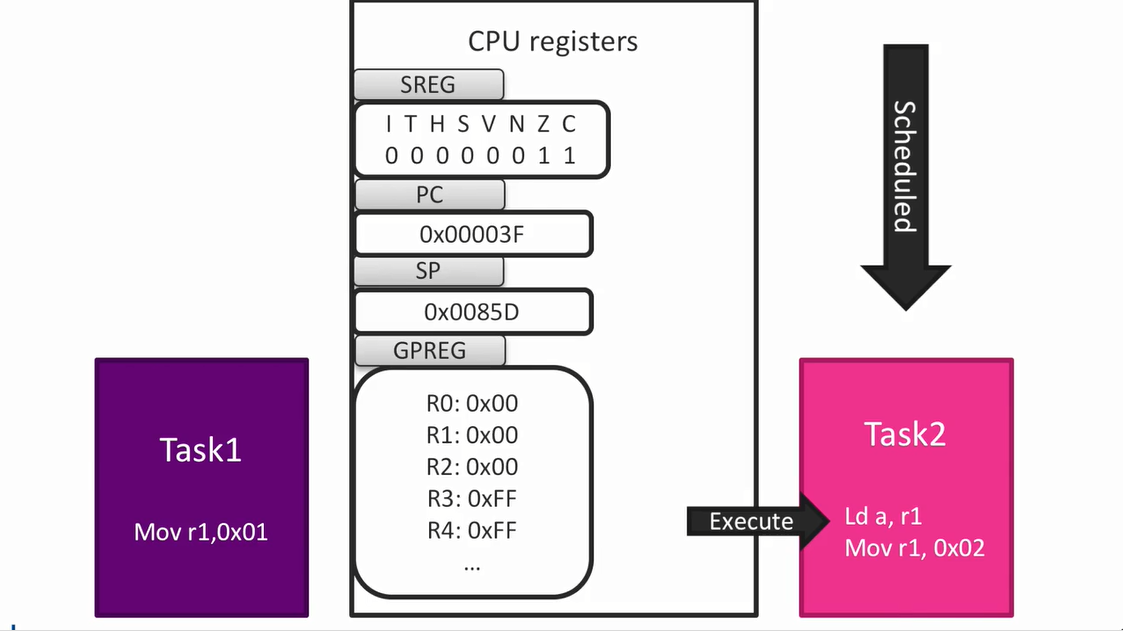 CPU registers
SREG
I T H S V N Z C
0 0 0 0 0 0 1 1
PC
0x00003F
SP
0x0085D
GPREG
R0: 0x00
R1: 0x00
R2: 0x00
R3: 0xFF
R4: 0xFF
...
Scheduled
Task1
Mov r1,0x01
Execute
Task2
Ld a, r1
Mov r1, 0x02